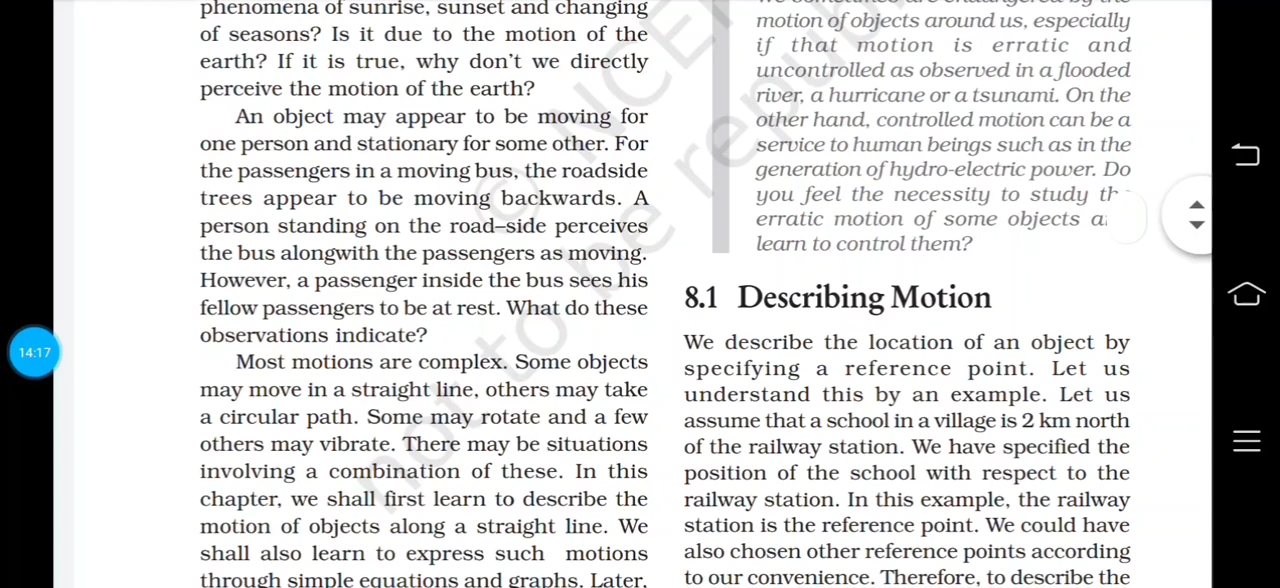 phenomena of sunrise, sunset and changing
of seasons? Is it due to the motion of the
earth? If it is true, why don't we directly
perceive the motion of the earth?
An object may appear to be moving for
one person and stationary for some other. For
the passengers in a moving bus, the roadside
trees appear to be moving backwards. A
person standing on the road–side perceives
the bus alongwith the passengers as moving.
However, a passenger inside the bus sees his
fellow passengers to be at rest. What do these
observations indicate?
Most motions are complex. Some objects
may move in a straight line, others may take
a circular path. Some may rotate and a few
others may vibrate. There may be situations
involving a combination of these. In this
chapter, we shall first learn to describe the
motion of objects along a straight line. We
shall also learn to express such motions
through simple equations and graphs. Later,
motion of objects around us, especially
if that motion is erratic and
uncontrolled as observed in a flooded
river, a hurricane or a tsunami. On the
other hand, controlled motion can be a
service to human beings such as in the
generation of hydro-electric power. Do
you feel the necessity to study
erratic motion of some objects
learn to control them?
8.1 Describing Motion
We describe the location of an object by
specifying a reference point. Let us
understand this by an example. Let us
assume that a school in a village is 2 km north
of the railway station. We have specified the
position of the school with respect to the
railway station. In this example, the railway
station is the reference point. We could have
also chosen other reference points according
to our convenience. Therefore, to describe the
14:17
© NCE
not to be repu